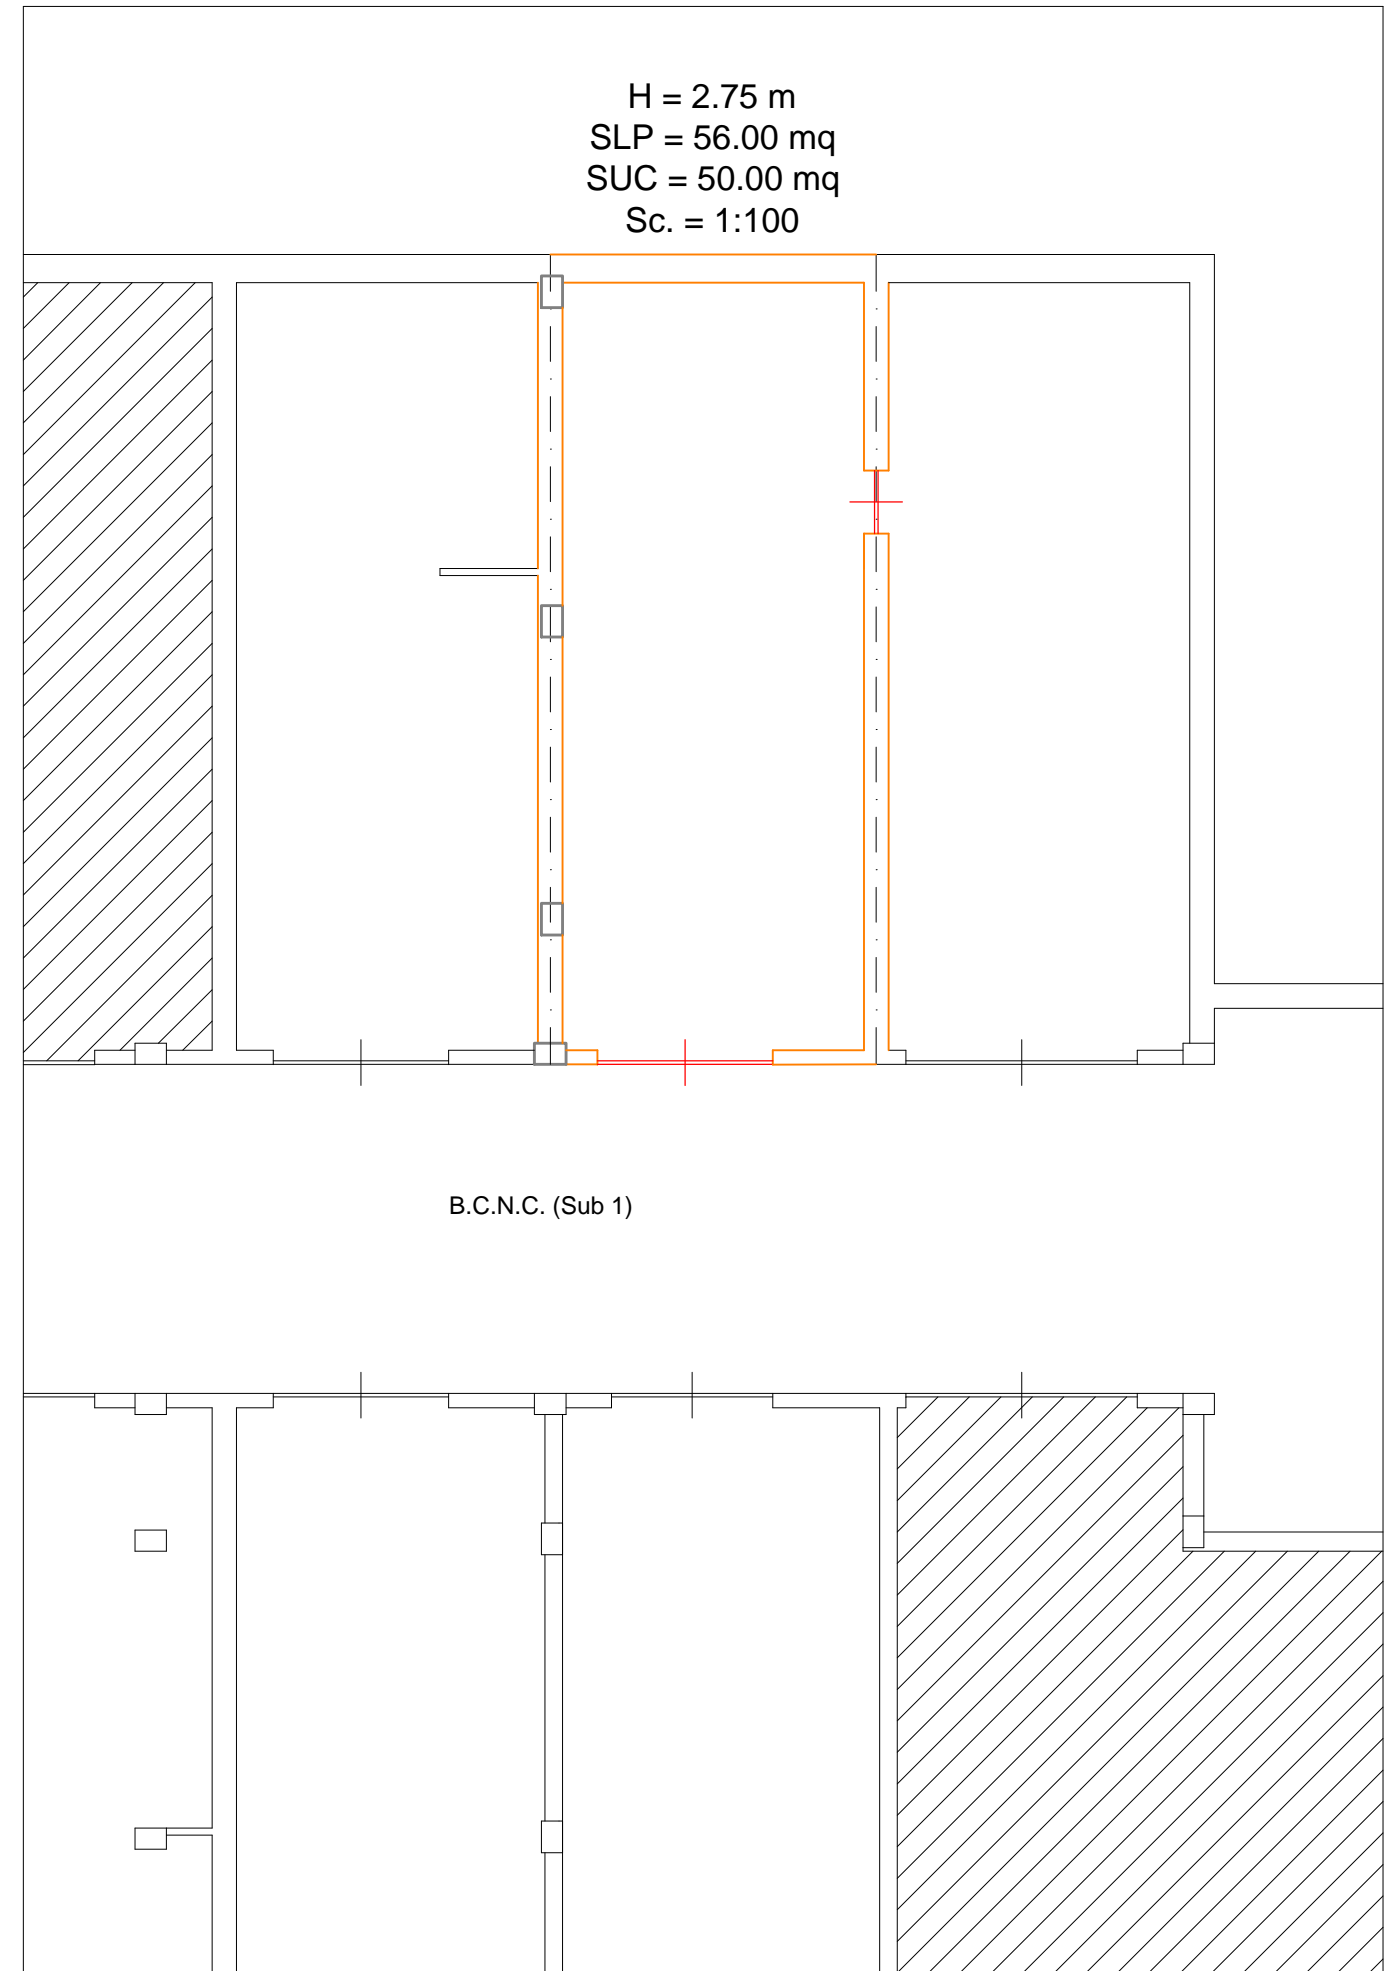 H = 2.75 m
SLP = 56.00 mq
SUC = 50.00 mq
Sc. = 1:100
B.C.N.C. (Sub 1)